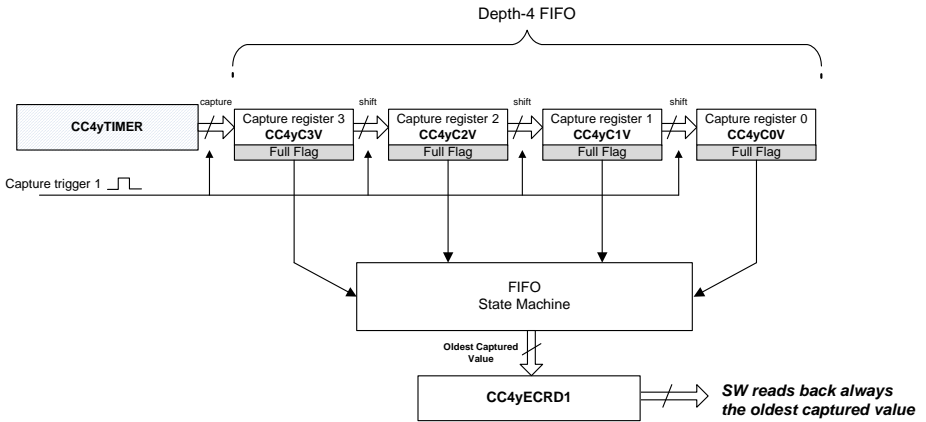 Depth-4 FIFO
capture
shift
shift
shift
CC4yTIMER
Capture register 3
CC4yC3V
Full Flag
Capture register 2
CC4yC2V
Full Flag
Capture register 1
CC4yC1V
Full Flag
Capture register 0
CC4yC0V
Full Flag
Capture trigger 1
FIFO
State Machine
Oldest Captured
Value
CC4yECRD1
SW reads back always
the oldest captured value